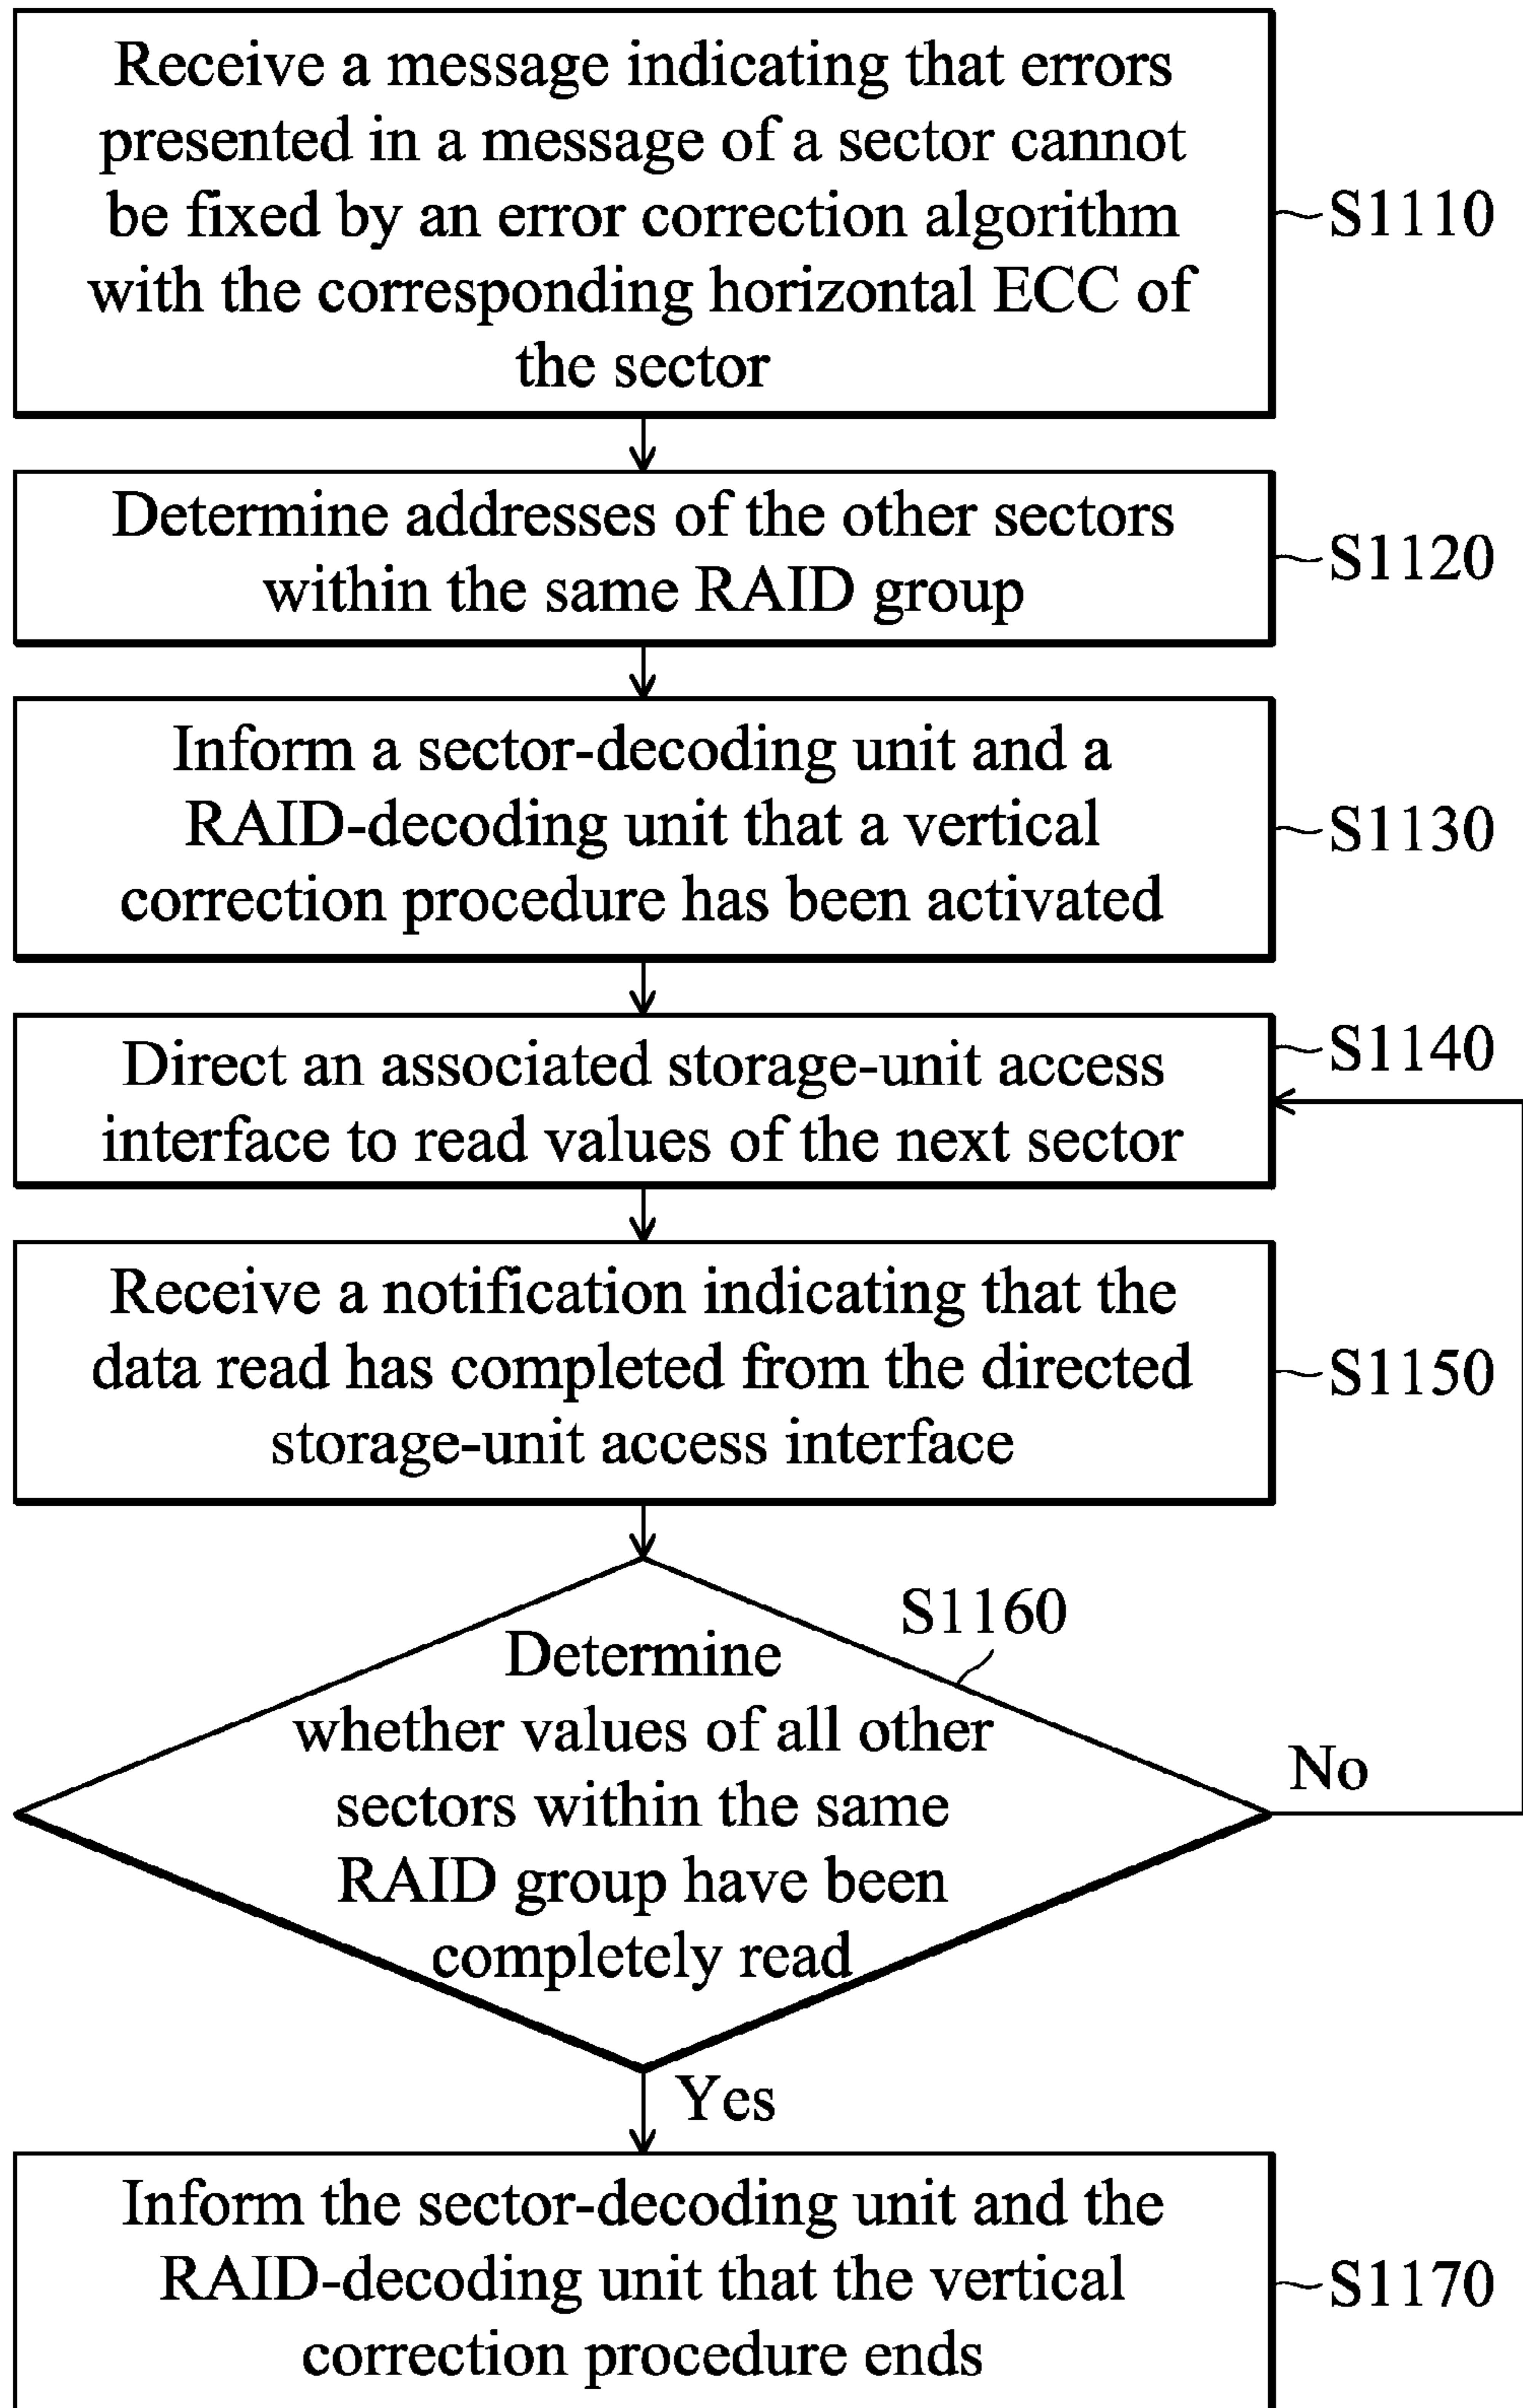 Receive a message indicating that errors
presented in a message of a sector cannot
be fixed by an error correction algorithm
with the corresponding horizontal ECC of
the sector
S1110
Determine addresses of the other sectors
within the same RAID group
S1120
Inform a sector-decoding unit and a
RAID-decoding unit that a vertical
correction procedure has been activated
S1130
Direct an associated storage-unit access
interface to read values of the next sector
S1140
Receive a notification indicating that the
data read has completed from the directed
storage-unit access interface
S1150
S1160
Determine
whether values of all other
sectors within the same
RAID group have been
completely read
No
Yes
Inform the sector-decoding unit and the
RAID-decoding unit that the vertical
correction procedure ends
S1170